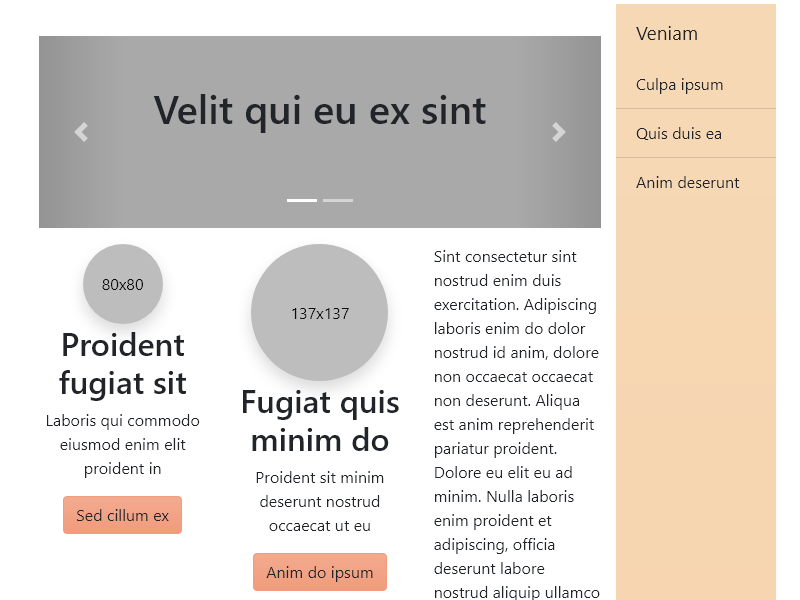 Velit qui eu ex sint
80x80
Proident
fugiat sit
Laboris qui commodo
eiusmod enim elit
proident in
Sed cillum ex
137x137
Fugiat quis
minim do
Proident sit minim
deserunt nostrud
occaecat ut eu
Anim do ipsum
Sint consectetur sint
nostrud enim duis
exercitation. Adipiscing
laboris enim do dolor
nostrud id anim, dolore
non occaecat occaecat
non deserunt. Aliqua
est anim reprehenderit
pariatur proident.
Dolore eu elit eu ad
minim. Nulla laboris
enim proident et
adipiscing, officia
deserunt labore
nostrud aliquip ullamco
Veniam
Culpa ipsum
Quis duis ea
Anim deserunt